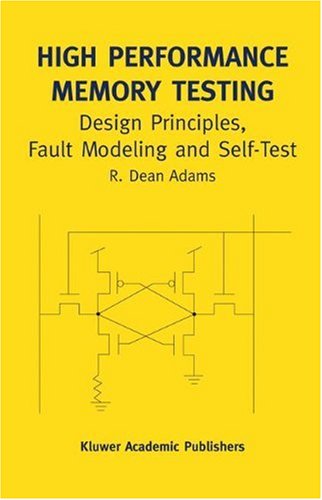 HIGH PERFORMANCE
MEMORY TESTING
Design Principles,
Fault Modeling and Self-Test
R. Dean Adams
Kluwer Academic Publishers